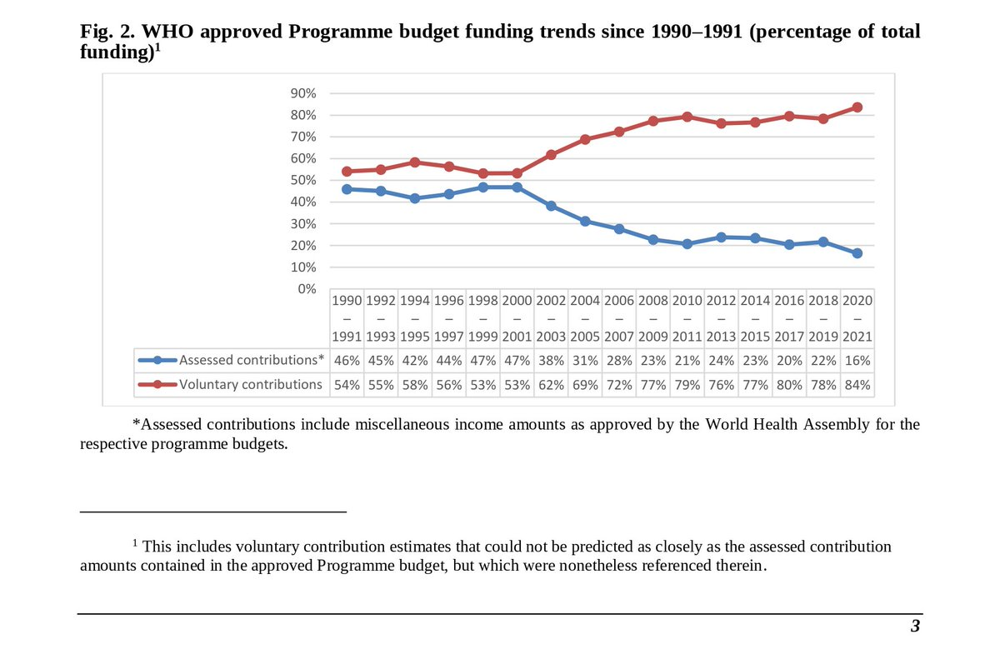 Fig. 2. WHO approved Programme budget funding trends since 1990–1991 (percentage of total
funding)¹
90%
80%
70%
60%
50%
40%
30%
20%
10%
0%
1990 1992 1994 1996 1998 2000 2002 2004 2006 2008 2010 2012 2014 2016 2018 2020
– – – – – – – – – – – – – – – –
1991 1993 1995 1997 1999 2001 2003 2005 2007 2009 2011 2013 2015 2017 2019 2021
Assessed contributions* 46% 45% 42% 44% 47% 47% 38% 31% 28% 23% 21% 24% 23% 20% 22% 16%
Voluntary contributions 54% 55% 58% 56% 53% 53% 62% 69% 72% 77% 79% 76% 77% 80% 78% 84%
*Assessed contributions include miscellaneous income amounts as approved by the World Health Assembly for the
respective programme budgets.
¹ This includes voluntary contribution estimates that could not be predicted as closely as the assessed contribution
amounts contained in the approved Programme budget, but which were nonetheless referenced therein.
3